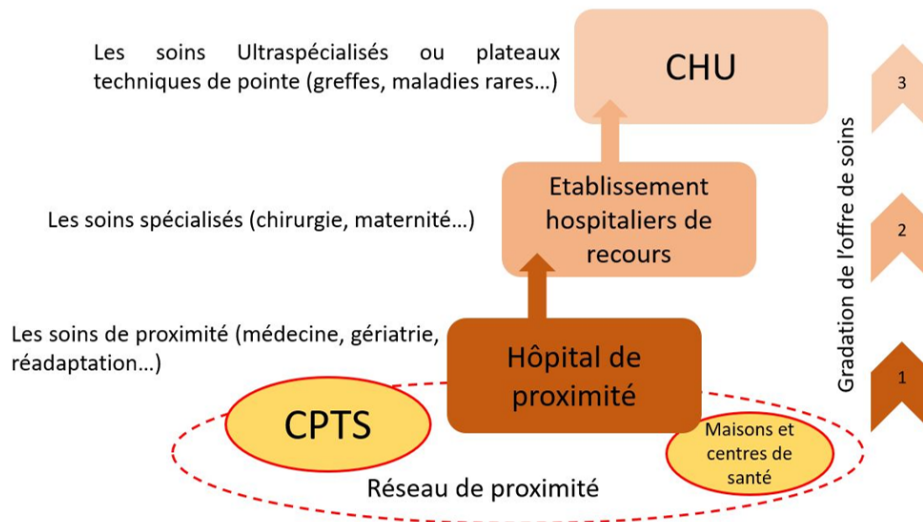 Les soins Ultraspécialisés ou plateaux
techniques de pointe (greffes, maladies rares...)
CHU
3
Les soins spécialisés (chirurgie, maternité...)
Etablissement
hospitaliers de
recours
2
Gradation de l'offre de soins
Les soins de proximité (médecine, gériatrie,
réadaptation...)
Hôpital de
proximité
1
CPTS
Maisons et
centres de
santé
Réseau de proximité